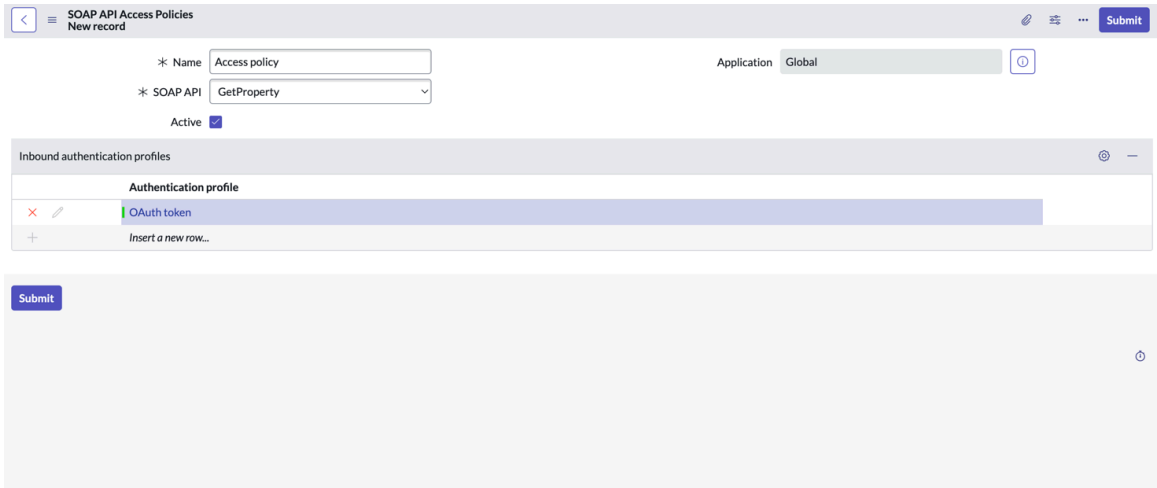 SOAP API Access Policies
New record
Submit
Name Access policy
Application Global
SOAP API GetProperty
Active
Inbound authentication profiles
Authentication profile
OAuth token
Insert a new row...
Submit